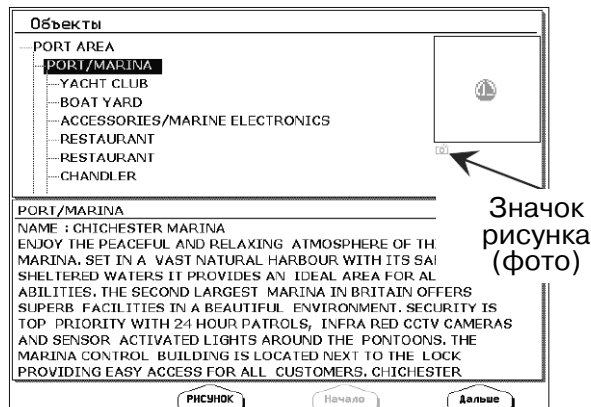 Объекты
PORT AREA
PORT/MARINA
YACHT CLUB
BOAT YARD
ACCESSORIES/MARINE ELECTRONICS
RESTAURANT
RESTAURANT
CHANDLER
Значок
рисунка
(фото)
PORT/MARINA
NAME : CHICHESTER MARINA
ENJOY THE PEACEFUL AND RELAXING ATMOSPHERE OF
MARINA. SET IN A VAST NATURAL HARBOUR WITH ITS
SHELTERED WATERS IT PROVIDES AN IDEAL AREA FOR
ABILITIES. THE SECOND LARGEST MARINA IN BRITAIN OFFERS
SUPERB FACILITIES IN A BEAUTIFUL ENVIRONMENT. SECURITY IS
TOP PRIORITY WITH 24 HOUR PATROLS, INFRA RED CCTV CAMERAS
AND SENSOR ACTIVATED LIGHTS AROUND THE PONTOONS. THE
MARINA CONTROL BUILDING IS LOCATED NEXT TO THE LOCK
PROVIDING EASY ACCESS FOR ALL CUSTOMERS. CHICHESTER
РИСУНОК Начало Дальше